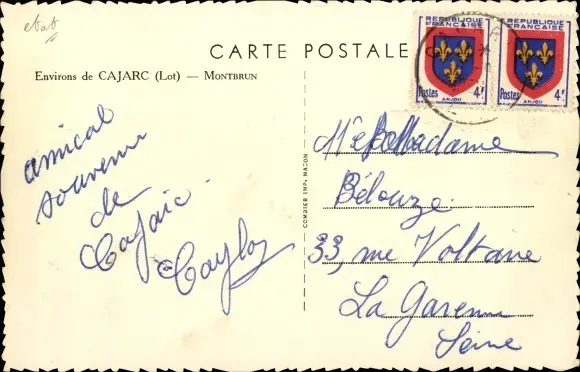 CARTE POSTALE
REPUBLIQUE FRANÇAISE
Postes 4F
ANJOU
REPUBLIQUE FRANÇAISE
Postes 4F
ANJOU
Environs de CAJARC (Lot) — MONTBRUN
amical
souvenir
de
Cajarc.
Caylor
COMBIER IMP. MACON
Madame
Bélouze.
33, rue Voltaire
La Garenne
Seine